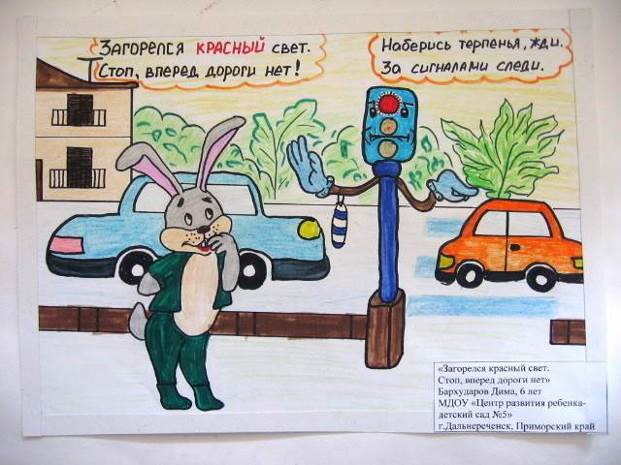 Загорелся красный свет.
Стоп, вперед дороги нет!
Наберись терпенья, жди.
За сигналами следи.
«Загорелся красный свет.
Стоп, вперед дороги нет»
Бархударов Дима, 6 лет
МДОУ «Центр развития ребенка-
детский сад №5»
г.Дальнереченск, Приморский край